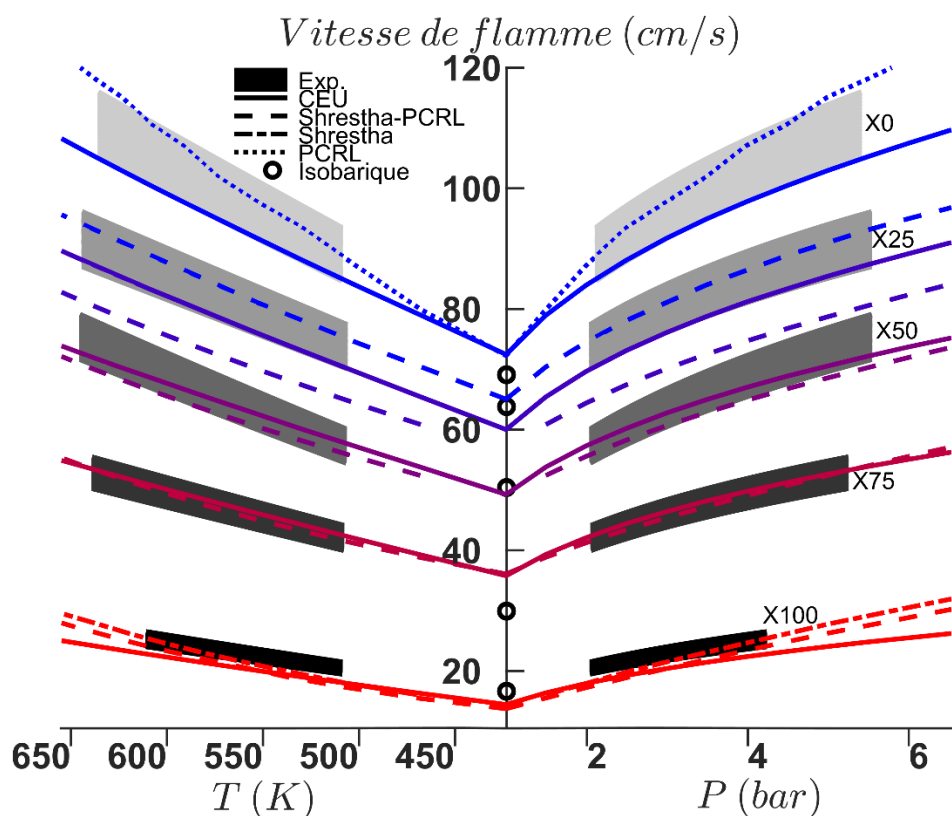 Vitesse de flamme (cm/s)
120
Exp.
CEU
Shrestha-PCRL
Shrestha
PCRL
Isobarique
X0
100
X25
80
X50
60
X75
40
X100
20
650 600 550 500 450 2 4 6
T (K) P (bar)